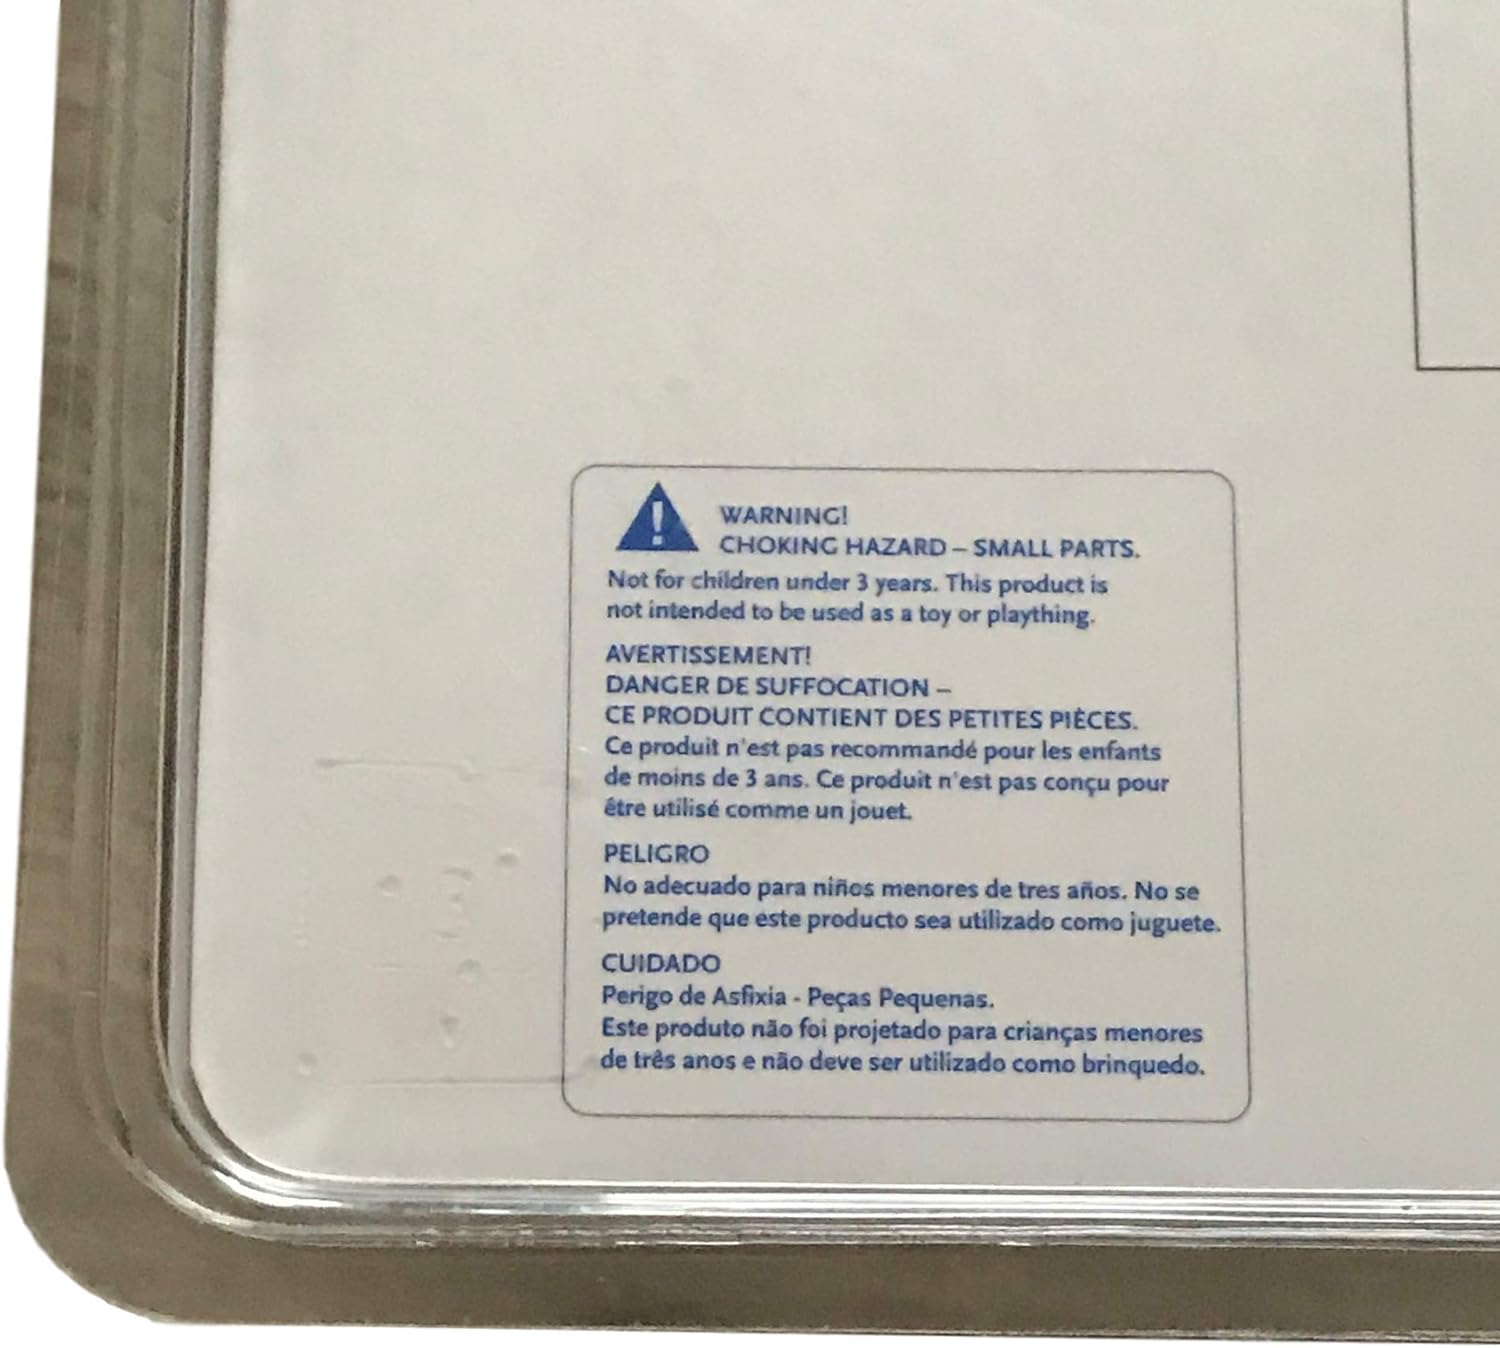 WARNING!
CHOKING HAZARD – SMALL PARTS.
Not for children under 3 years. This product is
not intended to be used as a toy or plaything.
AVERTISSEMENT!
DANGER DE SUFFOCATION –
CE PRODUIT CONTIENT DES PETITES PIÈCES.
Ce produit n'est pas recommandé pour les enfants
de moins de 3 ans. Ce produit n'est pas conçu pour
être utilisé comme un jouet.
PELIGRO
No adecuado para niños menores de tres años. No se
pretende que este producto sea utilizado como juguete.
CUIDADO
Perigo de Asfixia - Peças Pequenas.
Este produto não foi projetado para crianças menores
de três anos e não deve ser utilizado como brinquedo.